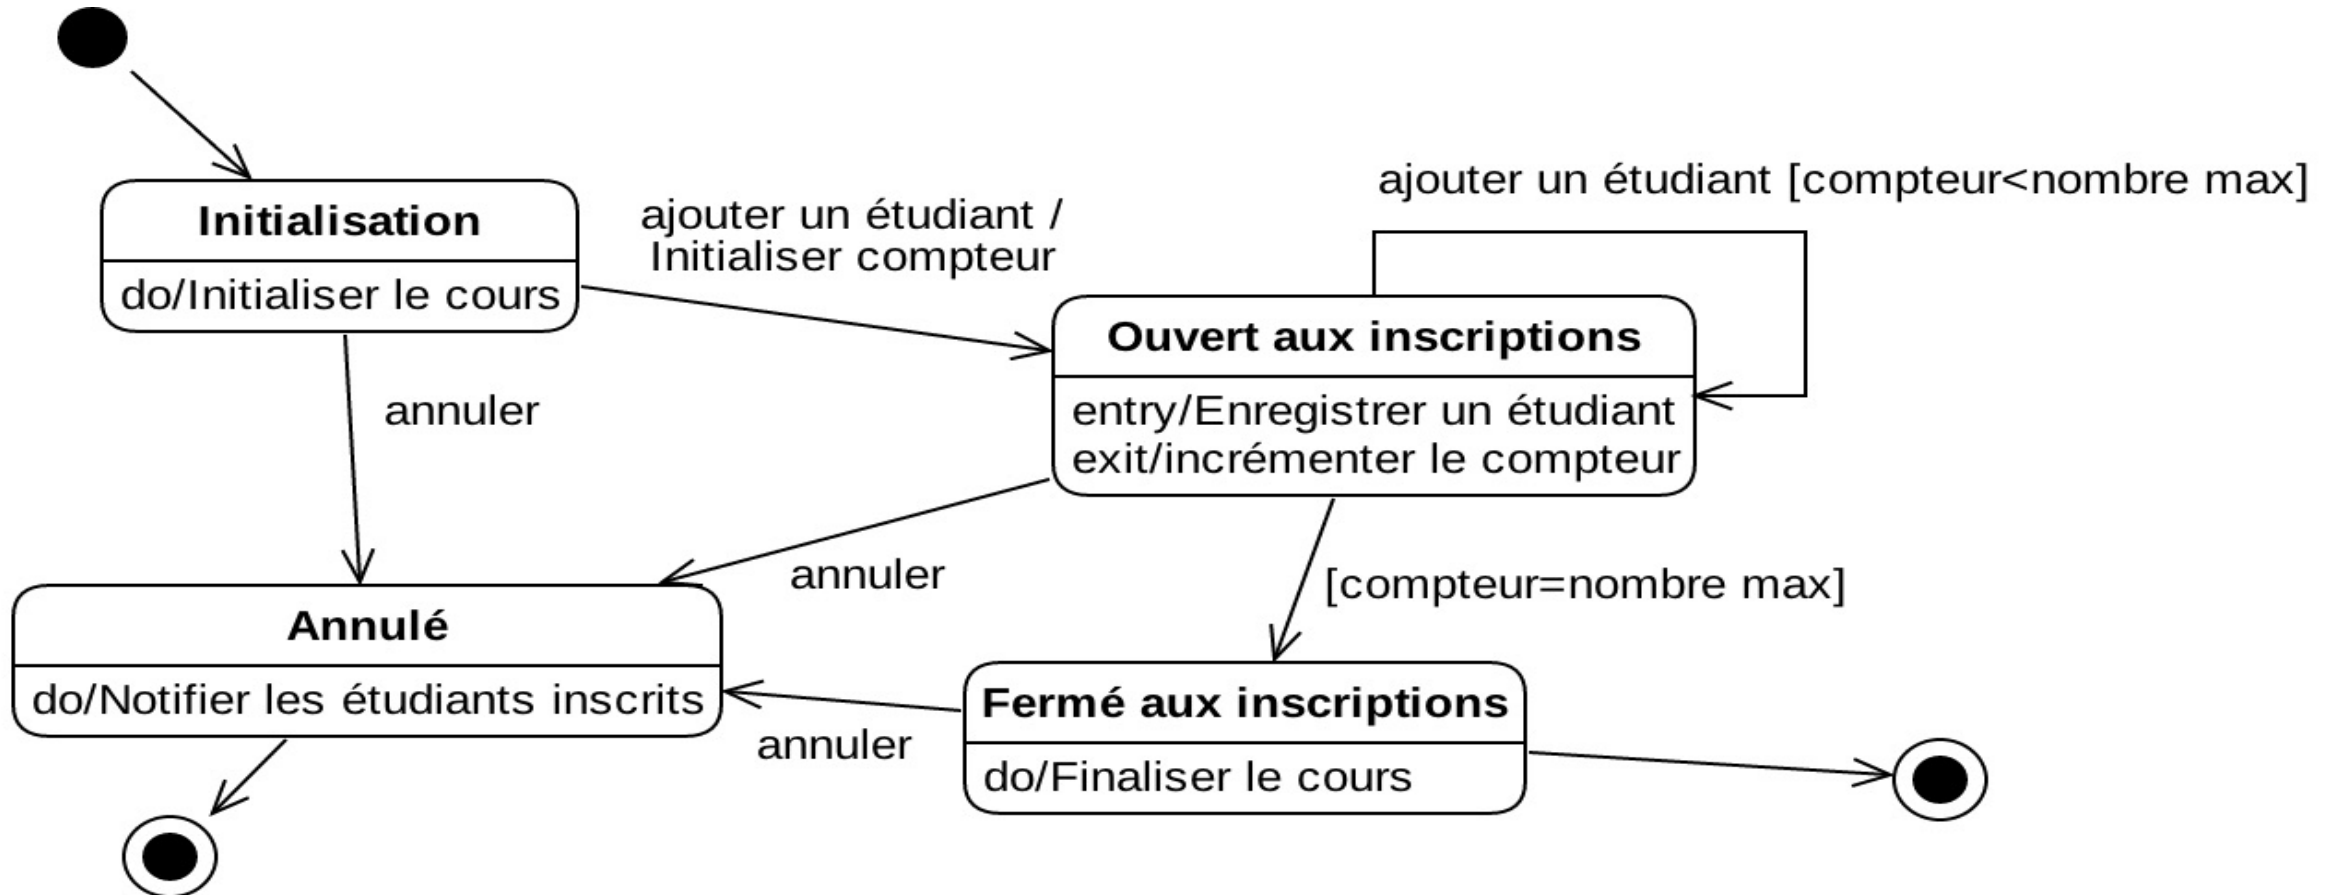 ajouter un étudiant [compteur<nombre max]
ajouter un étudiant /
Initialiser compteur
Initialisation
do/Initialiser le cours
Ouvert aux inscriptions
entry/Enregistrer un étudiant
exit/incrémenter le compteur
annuler
annuler
[compteur=nombre max]
Annulé
do/Notifier les étudiants inscrits
Fermé aux inscriptions
do/Finaliser le cours
annuler